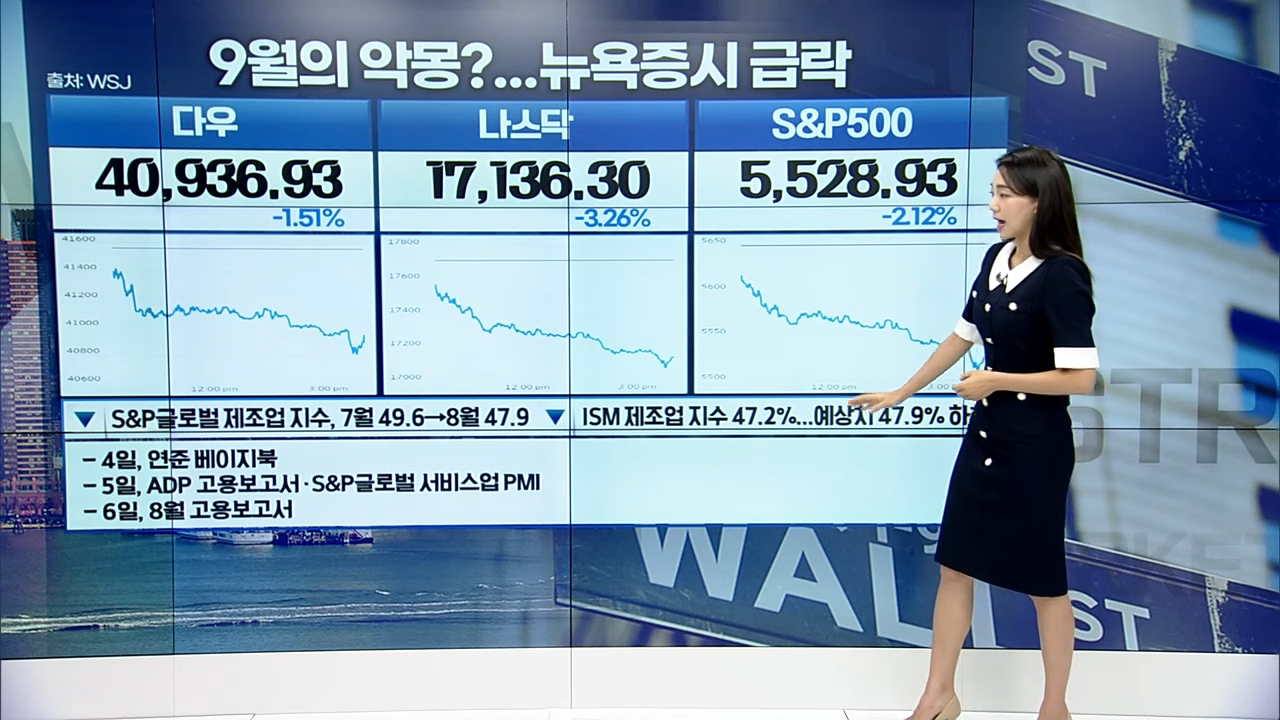 9월의 악몽?...뉴욕증시 급락
출처: WSJ
ST
다우
40,936.93
-1.51%
41600
41400
41200
41000
40800
40600
12:00 pm
3:00 pm
나스닥
17,136.30
-3.26%
17800
17600
17400
17200
17000
12:00 pm
3:00 pm
S&P500
5,528.93
-2.12%
5650
5600
5550
5500
12:00 pm
3:00
▼ S&P글로벌 제조업 지수, 7월 49.6→8월 47.9 ▼ ISM 제조업 지수 47.2%...예상치 47.9% 하
- 4일, 연준 베이지북
- 5일, ADP 고용보고서·S&P글로벌 서비스업 PMI
- 6일, 8월 고용보고서
STR
WALL ST